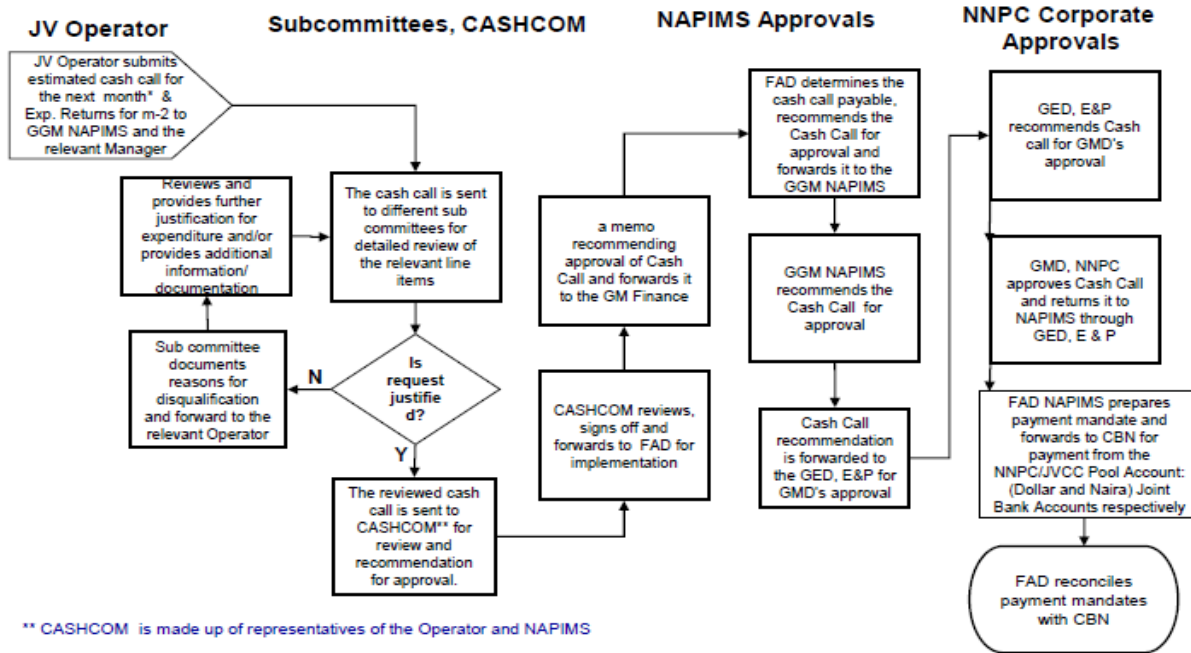 JV Operator
Subcommittees, CASHCOM
NAPIMS Approvals
NNPC Corporate
Approvals
JV Operator submits
estimated cash call for
the next month* &
Exp. Returns for m-2 to
GGM NAPIMS and the
relevant Manager
Reviews and
provides further
justification for
expenditure and/or
provides additional
information/
documentation
Sub committee
documents
reasons for
disqualification and
forward to the
relevant Operator
The cash call is sent
to different sub
committees for
detailed review of
the relevant line
items
Is
request
justifie
d?
N
Y
The reviewed cash
call is sent to
CASHCOM** for
review and
recommendation
for approval.
a memo
recommending
approval of Cash
Call and forwards it
to the GM Finance
CASHCOM reviews,
signs off and
forwards to FAD for
implementation
FAD determines the
cash call payable,
recommends the
Cash Call for
approval and
forwards it to the
GGM NAPIMS
GGM NAPIMS
recommends the
Cash Call for
approval
Cash Call
recommendation
is forwarded to
the GED, E&P for
GMD's approval
GED, E&P
recommends Cash
call for GMD's
approval
GMD, NNPC
approves Cash Call
and returns it to
NAPIMS through
GED, E & P
FAD NAPIMS prepares
payment mandate and
forwards to CBN for
payment from the
NNPC/JVCC Pool Account:
(Dollar and Naira) Joint
Bank Accounts respectively
FAD reconciles
payment mandates
with CBN
** CASHCOM is made up of representatives of the Operator and NAPIMS